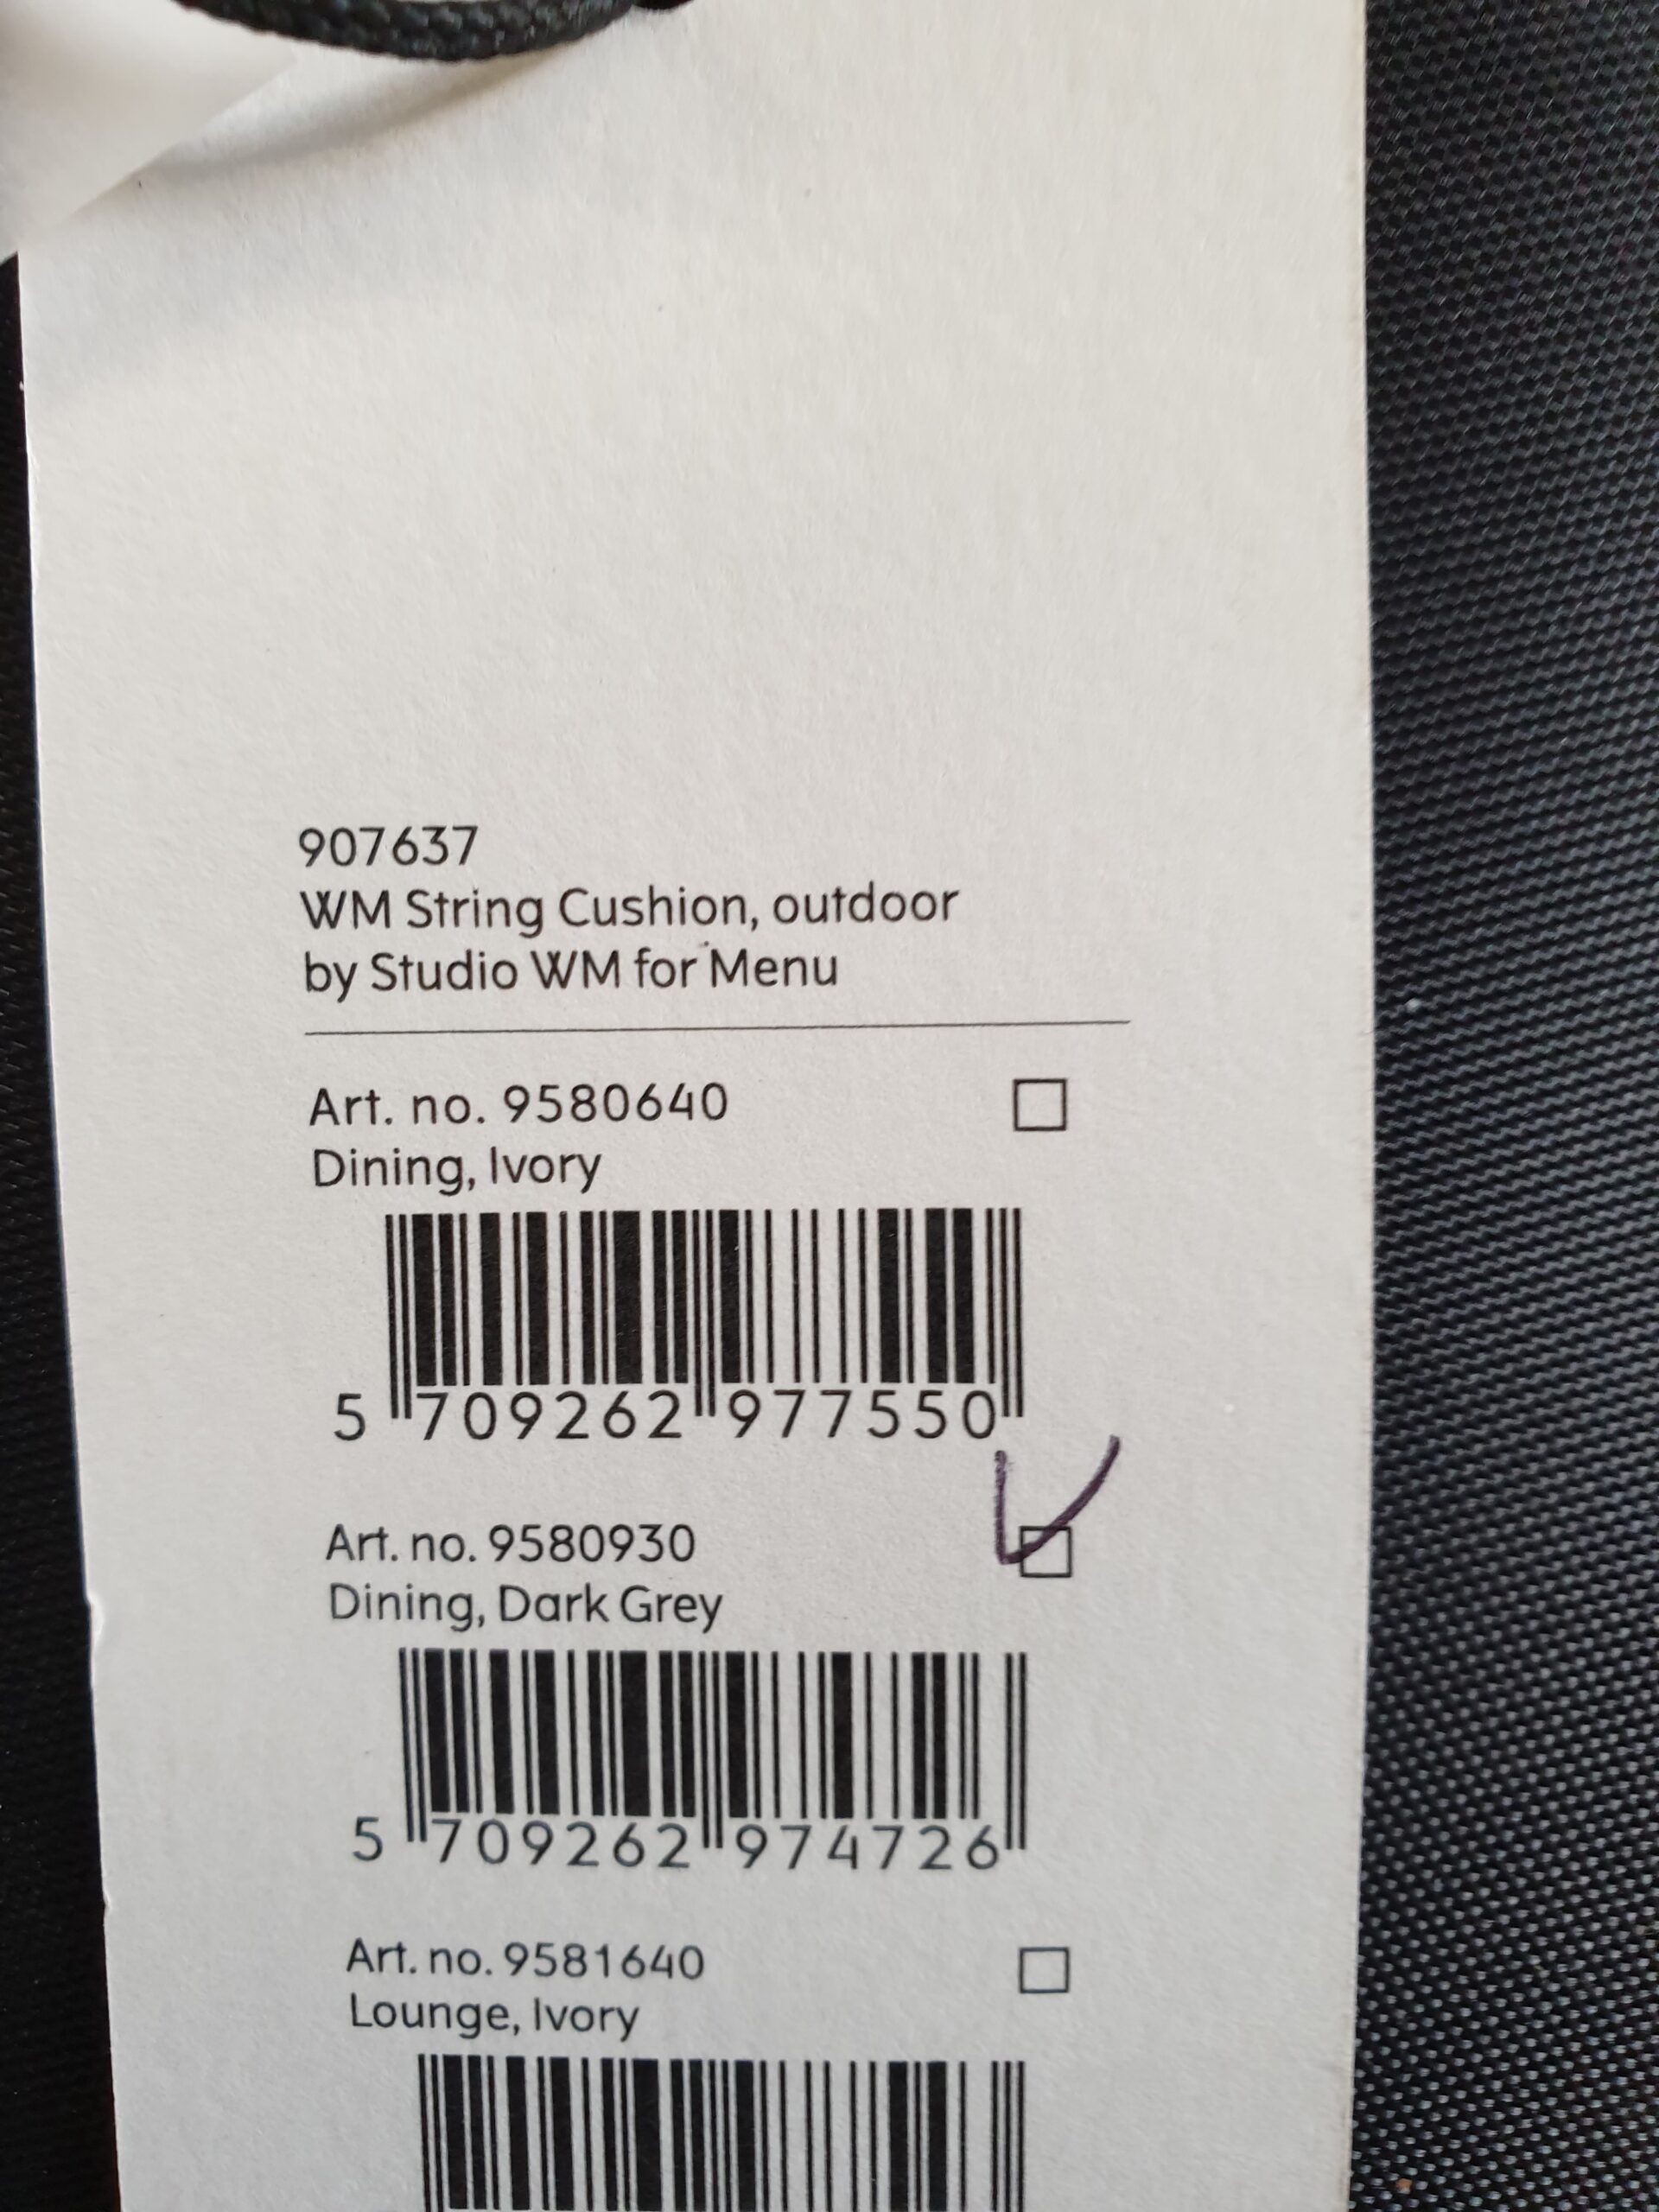 907637
WM String Cushion, outdoor
by Studio WM for Menu
Art. no. 9580640
Dining, Ivory
5 709262 977550
Art. no. 9580930
Dining, Dark Grey
5 709262 974726
Art. no. 9581640
Lounge, Ivory